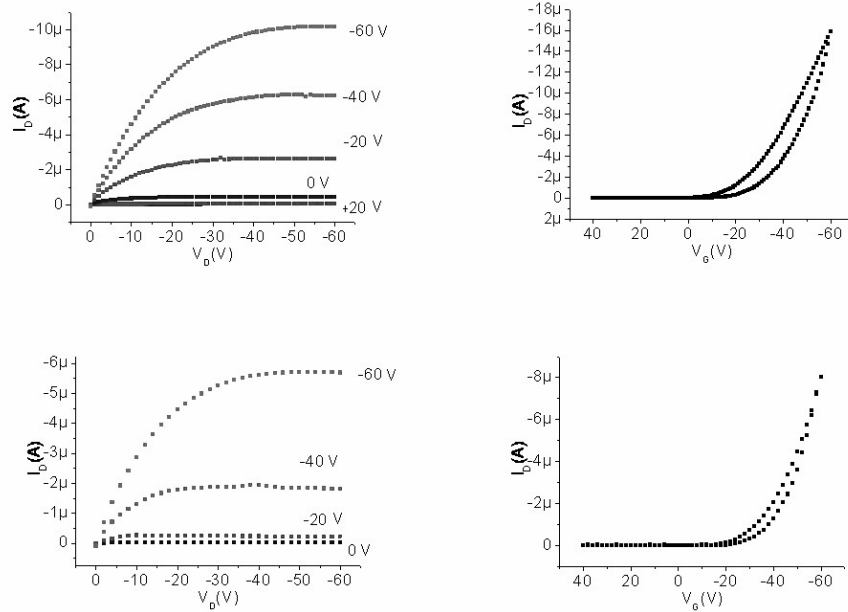 -10µ
-8µ
-6µ
-4µ
-2µ
0
I_D(A)
-60 V
-40 V
-20 V
0 V
+20 V
0 -10 -20 -30 -40 -50 -60
V_D(V)
-18µ
-16µ
-14µ
-12µ
-10µ
-8µ
-6µ
-4µ
-2µ
0
2µ
I_D(A)
40 20 0 -20 -40 -60
V_G(V)
-6µ
-5µ
-4µ
-3µ
-2µ
-1µ
0
I_D(A)
-60 V
-40 V
-20 V
0 V
0 -10 -20 -30 -40 -50 -60
V_D(V)
-8µ
-6µ
-4µ
-2µ
0
I_D(A)
40 20 0 -20 -40 -60
V_G(V)